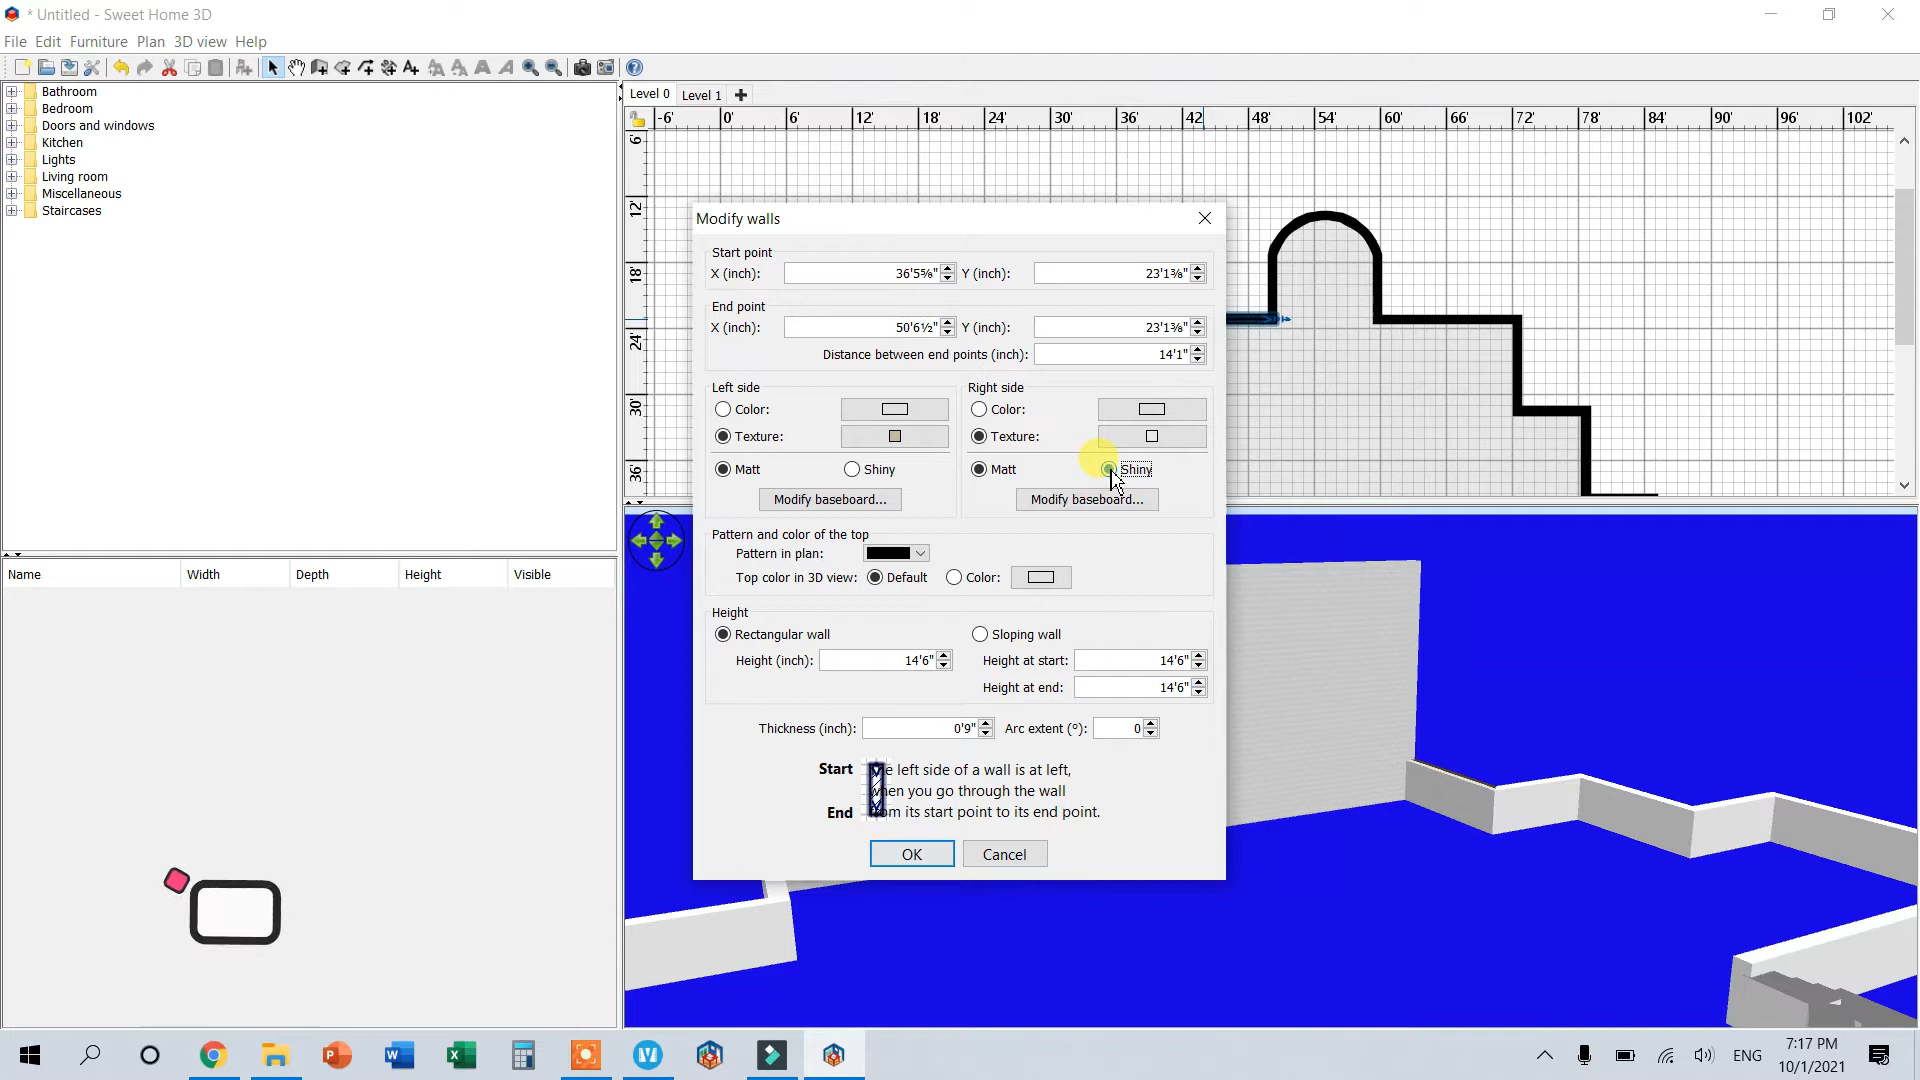 * Untitled - Sweet Home 3D
File Edit Furniture Plan 3D view Help
Bathroom
Bedroom
Doors and windows
Kitchen
Lights
Living room
Miscellaneous
Staircases
Level 0 Level 1
-6' 0' 6' 12' 18' 24' 30' 36' 42 48' 54' 60' 66' 72' 78' 84' 90' 96' 102'
6'
12'
18'
24'
30'
36'
Modify walls
Start point
X (inch): 36'5⅝" Y (inch): 23'1⅜"
End point
X (inch): 50'6½" Y (inch): 23'1⅜"
Distance between end points (inch): 14'1"
Left side Right side
Color: Color:
Texture: Texture:
Matt Shiny Matt Shiny
Modify baseboard... Modify baseboard...
Pattern and color of the top
Pattern in plan:
Top color in 3D view: Default Color:
Height
Rectangular wall Sloping wall
Height (inch): 14'6" Height at start: 14'6"
Height at end: 14'6"
Thickness (inch): 0'9" Arc extent (°): 0
Start left side of a wall is at left,
you go through the wall
End its start point to its end point.
OK Cancel
Name Width Depth Height Visible
ENG
7:17 PM
10/1/2021